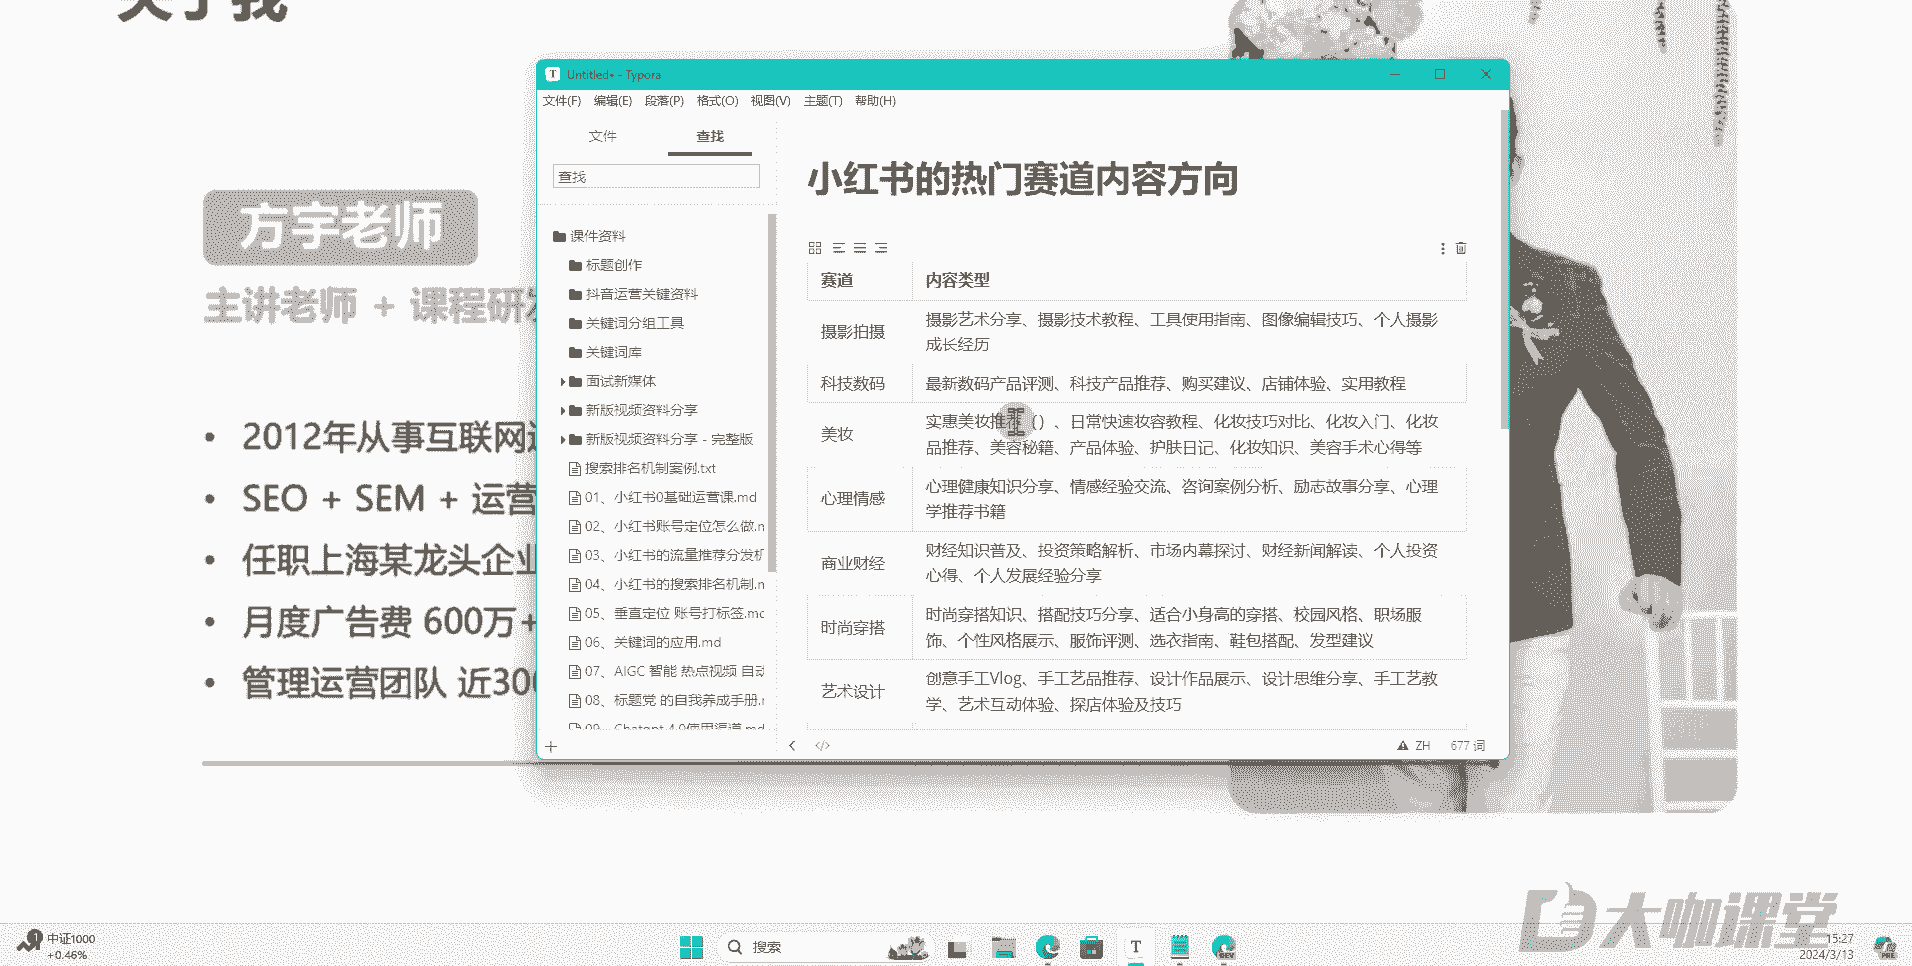 关于我
方宇老师
主讲老师 + 课程研发
2012年从事互联网
SEO + SEM + 运营
任职上海某龙头企业
月度广告费 600万+
管理运营团队 近300
Untitled• - Typora
文件(F) 编辑(E) 段落(P) 格式(O) 视图(V) 主题(T) 帮助(H)
文件 查找
查找
课件资料
标题创作
抖音运营关键资料
关键词分组工具
关键词库
面试新媒体
新版视频资料分享
新版视频资料分享 - 完整版
搜索排名机制案例.txt
01、小红书0基础运营课.md
02、小红书账号定位怎么做.m
03、小红书的流量推荐分发机
04、小红书的搜索排名机制.m
05、垂直定位 账号打标签.mc
06、关键词的应用.md
07、AIGC 智能 热点视频 自动
08、标题党 的自我养成手册.r
09、Chatgpt 4.0使用渠道.md
小红书的热门赛道内容方向
赛道 内容类型
摄影拍摄 摄影艺术分享、摄影技术教程、工具使用指南、图像编辑技巧、个人摄影
成长经历
科技数码 最新数码产品评测、科技产品推荐、购买建议、店铺体验、实用教程
美妆 实惠美妆推荐（）、日常快速妆容教程、化妆技巧对比、化妆入门、化妆
品推荐、美容秘籍、产品体验、护肤日记、化妆知识、美容手术心得等
心理情感 心理健康知识分享、情感经验交流、咨询案例分析、励志故事分享、心理
学推荐书籍
商业财经 财经知识普及、投资策略解析、市场内幕探讨、财经新闻解读、个人投资
心得、个人发展经验分享
时尚穿搭 时尚穿搭知识、搭配技巧分享、适合小身高的穿搭、校园风格、职场服
饰、个性风格展示、服饰评测、选衣指南、鞋包搭配、发型建议
艺术设计 创意手工Vlog、手工艺品推荐、设计作品展示、设计思维分享、手工艺教
学、艺术互动体验、探店体验及技巧
ZH 677 词
大咖课堂
1 中证1000
+0.46%
搜索
DEV
15:27
2024/3/13
PRE